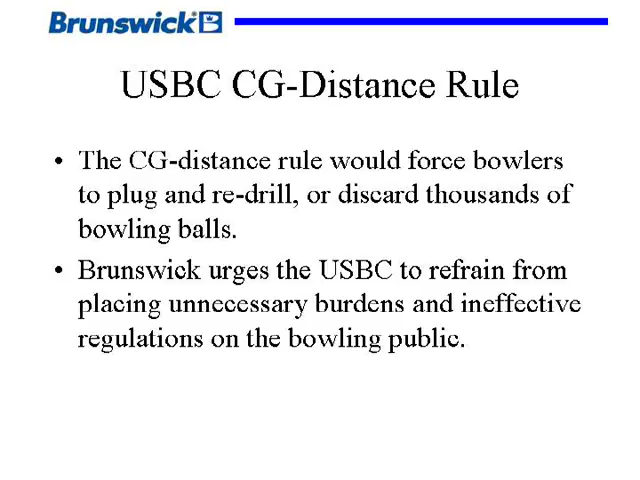 Brunswick B
USBC CG-Distance Rule
• The CG-distance rule would force bowlers
to plug and re-drill, or discard thousands of
bowling balls.
• Brunswick urges the USBC to refrain from
placing unnecessary burdens and ineffective
regulations on the bowling public.